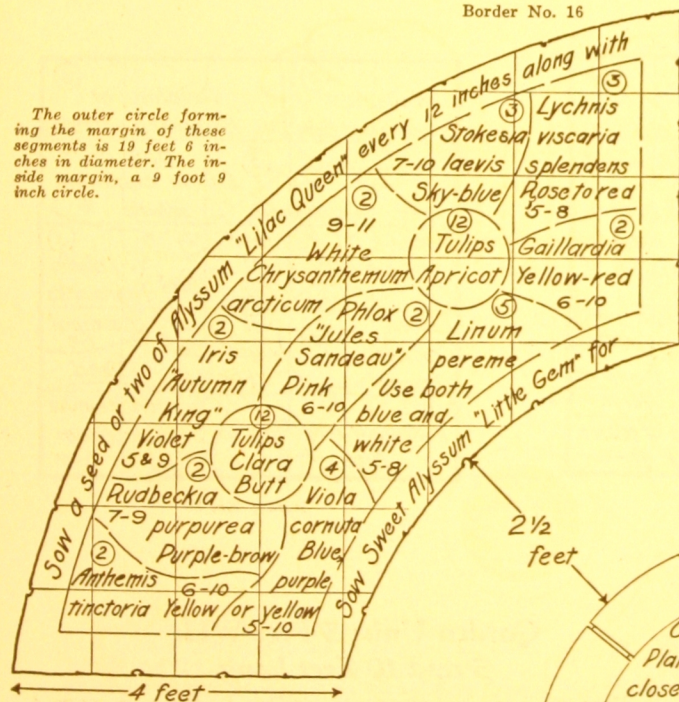 Border No. 16
The outer circle form-
ing the margin of these
segments is 19 feet 6 in-
ches in diameter. The in-
side margin, a 9 foot 9
inch circle.
Sow a seed or two of Alyssum "Lilac Queen" every 12 inches along with
3
Lychnis
viscaria
splendens
Rose to red
5-8
3
Stokesia
7-10 laevis
Sky-blue
2
9-11
White
Chrysanthemum
arcticum
12
Tulips
Apricot
2
Gaillardia
Yellow-red
6-10
2
Iris
"Autumn
King"
Violet
5 & 9
Phlox 2
"Jules
Sandeau"
Pink
6-10
5
Linum
perenne
Use both
blue and
white
5-8
12
Tulips
Clara
Butt
2
Rudbeckia
7-9
purpurea
Purple-brow
6-10
4
Viola
cornuta
Blue,
purple
or yellow
5-10
2
Anthemis
tinctoria Yellow
Sow Sweet Alyssum "Little Gem" for
2½
feet
4 feet
Plan
close